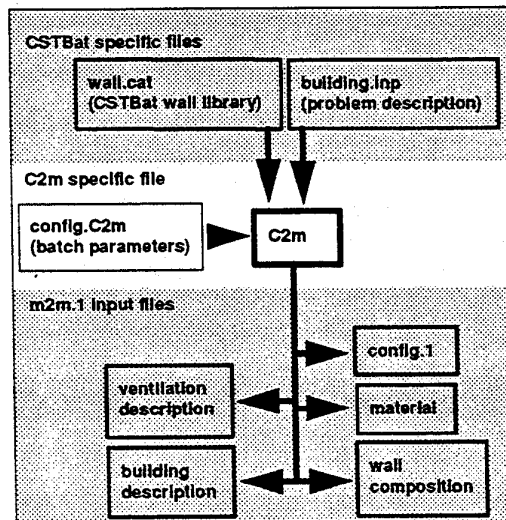 CSTBat specific files
wall.cat
(CSTBat wall library)
building.inp
(problem description)
C2m specific file
config.C2m
(batch parameters)
C2m
m2m.1 input files
config.1
ventilation
description
material
building
description
wall
composition